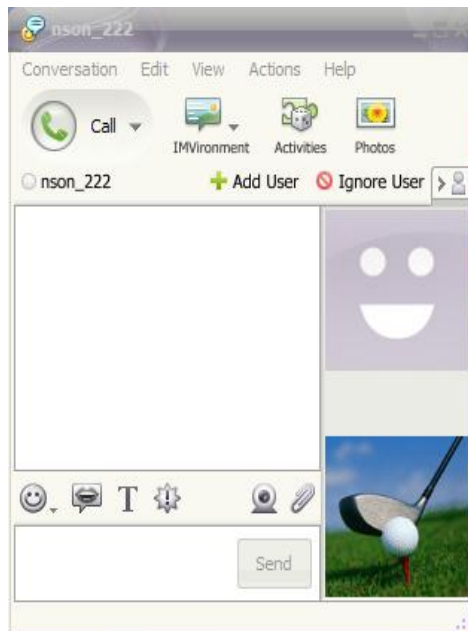 nson_222
Conversation Edit View Actions Help
Call
IMVironment Activities Photos
nson_222 Add User Ignore User
T
Send